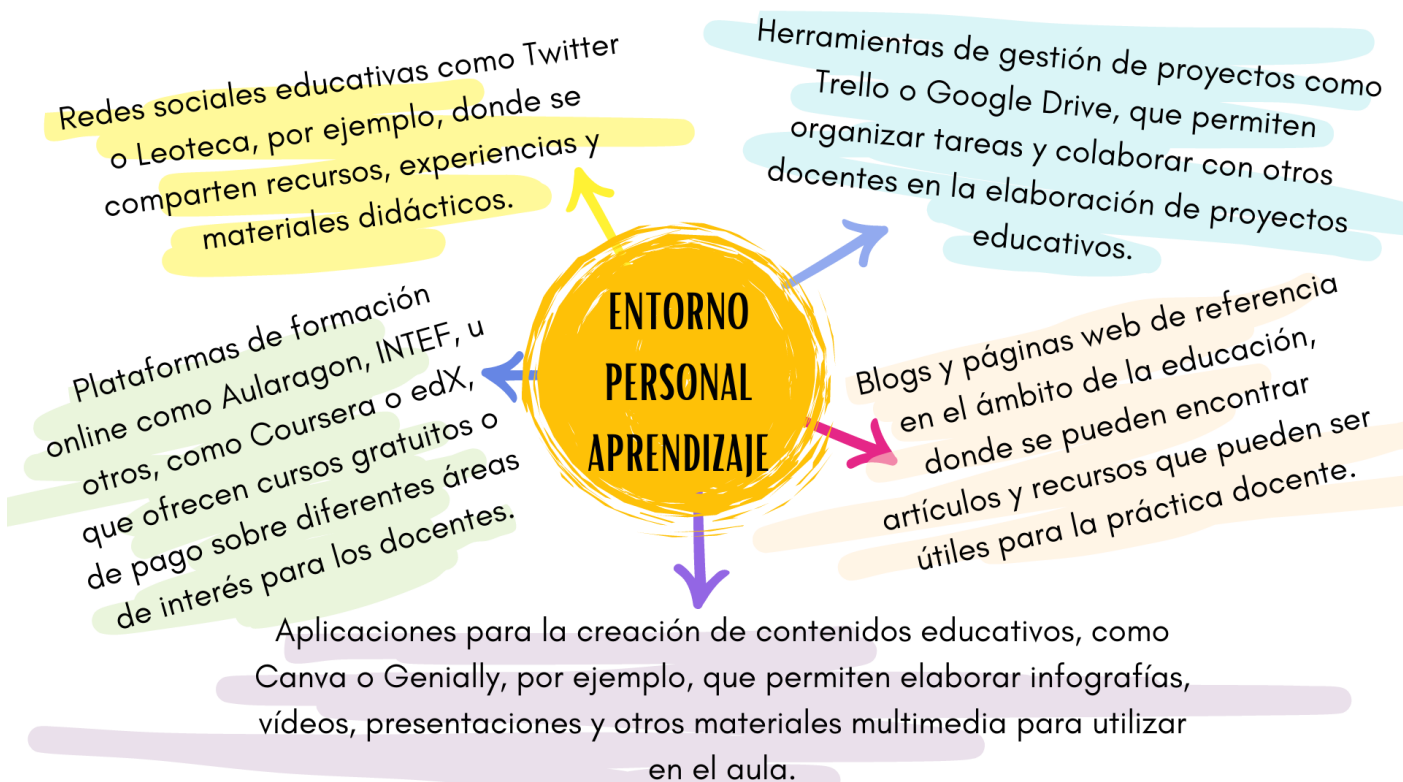 Redes sociales educativas como Twitter
o Leoteca, por ejemplo, donde se
comparten recursos, experiencias y
materiales didácticos.
Herramientas de gestión de proyectos como
Trello o Google Drive, que permiten
organizar tareas y colaborar con otros
docentes en la elaboración de proyectos
educativos.
ENTORNO
PERSONAL
APRENDIZAJE
Plataformas de formación
online como Aularagon, INTEF, u
otros, como Coursera o edX,
que ofrecen cursos gratuitos o
de pago sobre diferentes áreas
de interés para los docentes.
Blogs y páginas web de referencia
en el ámbito de la educación,
donde se pueden encontrar
artículos y recursos que pueden ser
útiles para la práctica docente.
Aplicaciones para la creación de contenidos educativos, como
Canva o Genially, por ejemplo, que permiten elaborar infografías,
vídeos, presentaciones y otros materiales multimedia para utilizar
en el aula.